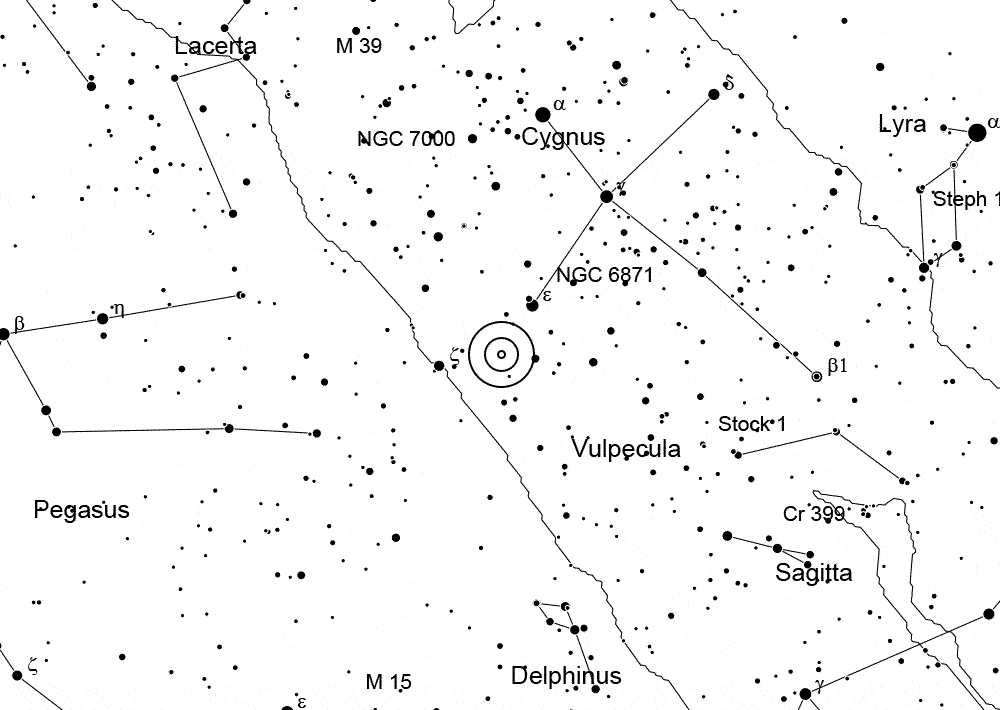 Lacerta
M 39
α
δ
Lyra
α
NGC 7000
Cygnus
γ
Steph 1
γ
NGC 6871
ε
β
η
ζ
β1
Stock 1
Vulpecula
Pegasus
Cr 399
Sagitta
ζ
Delphinus
M 15
γ
ε